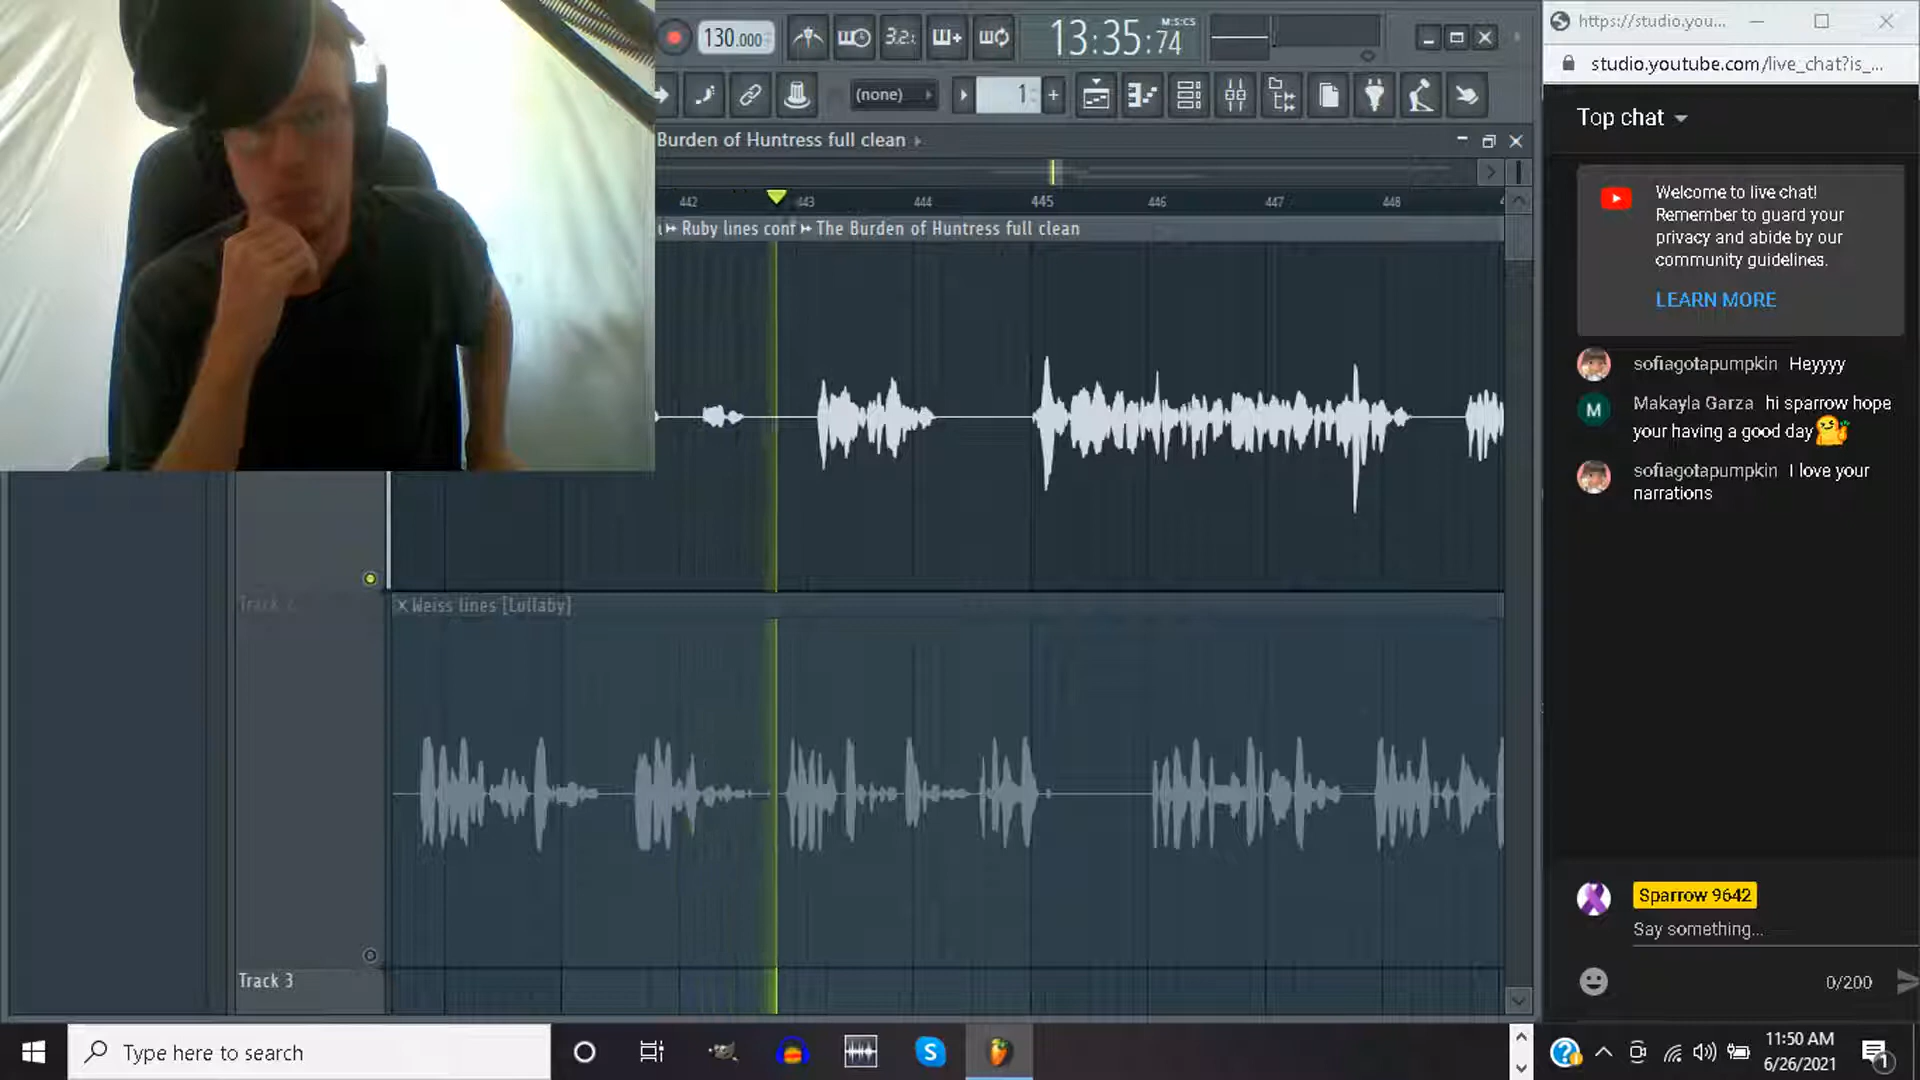 130.000
3.2:
13:35:74
M:S:CS
https://studio.you...
studio.youtube.com/live_chat?is_...
(none)
1
Top chat
Burden of Huntress full clean
442 443 444 445 446 447 448
Ruby lines conf
The Burden of Huntress full clean
Welcome to live chat!
Remember to guard your
privacy and abide by our
community guidelines.
LEARN MORE
sofiagotapumpkin Heyyyy
M
Makayla Garza hi sparrow hope
your having a good day
sofiagotapumpkin I love your
narrations
Weiss lines [Lullaby]
Track 3
Sparrow 9642
Say something...
0/200
Type here to search
11:50 AM
6/26/2021
1